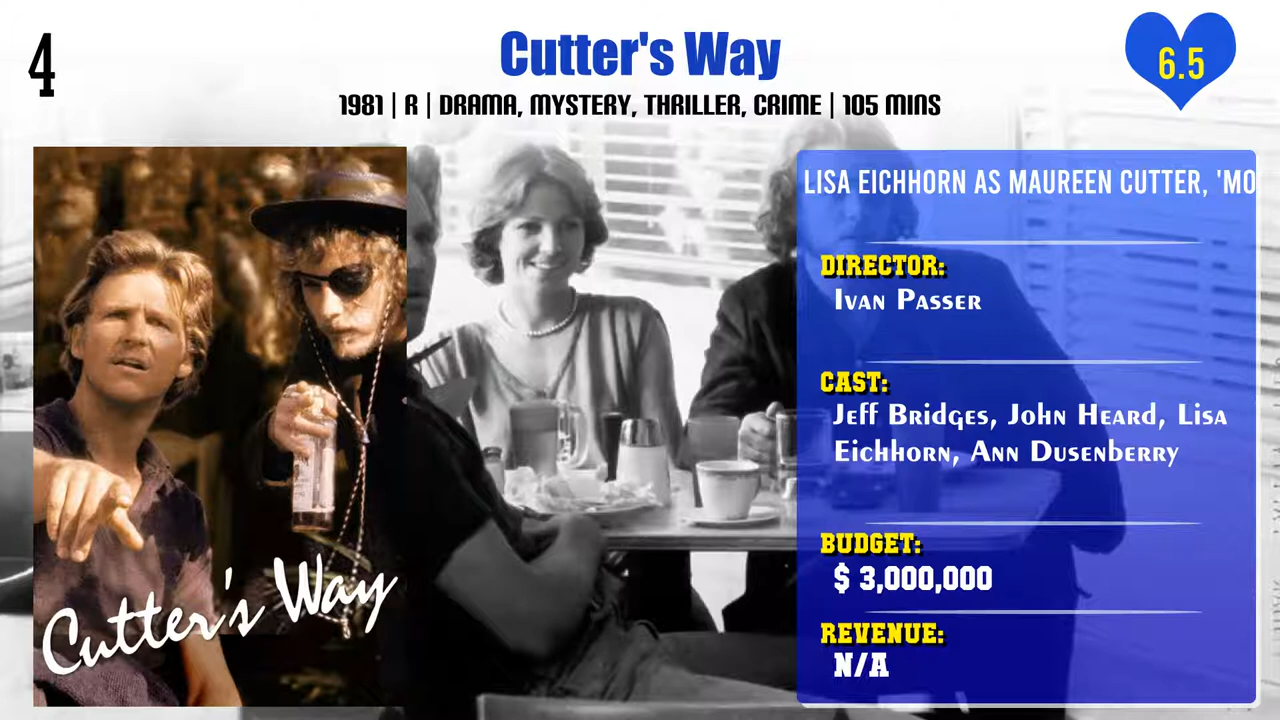 4
Cutter's Way
6.5
1981 | R | DRAMA, MYSTERY, THRILLER, CRIME | 105 MINS
LISA EICHHORN AS MAUREEN CUTTER, 'MO
DIRECTOR:
Ivan Passer
CAST:
Jeff Bridges, John Heard, Lisa
Eichhorn, Ann Dusenberry
BUDGET:
$ 3,000,000
REVENUE:
N/A
Cutter's Way